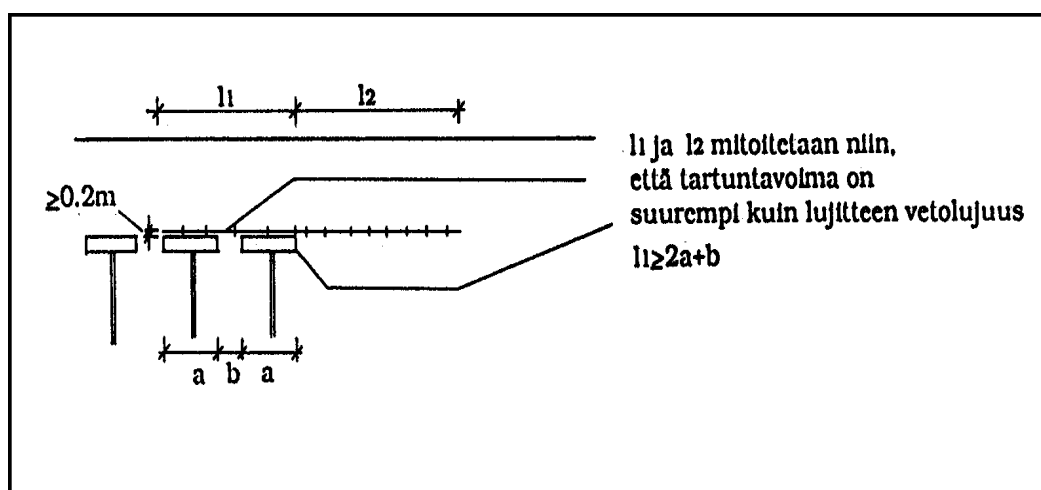 l1
l2
l1 ja l2 mitoitetaan niin,
että tartuntavoima on
suurempi kuin lujitteen vetolujuus
l1≥2a+b
≥0.2m
a
b
a